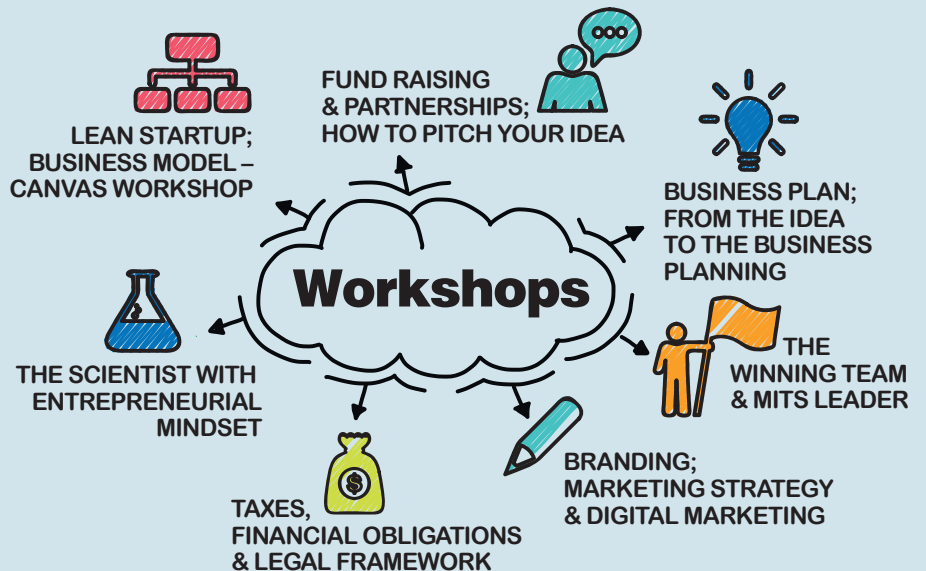 LEAN STARTUP;
BUSINESS MODEL –
CANVAS WORKSHOP
FUND RAISING
& PARTNERSHIPS;
HOW TO PITCH YOUR IDEA
BUSINESS PLAN;
FROM THE IDEA
TO THE BUSINESS
PLANNING
Workshops
THE SCIENTIST WITH
ENTREPRENEURIAL
MINDSET
THE
WINNING TEAM
& MITS LEADER
TAXES,
FINANCIAL OBLIGATIONS
& LEGAL FRAMEWORK
$
BRANDING;
MARKETING STRATEGY
& DIGITAL MARKETING